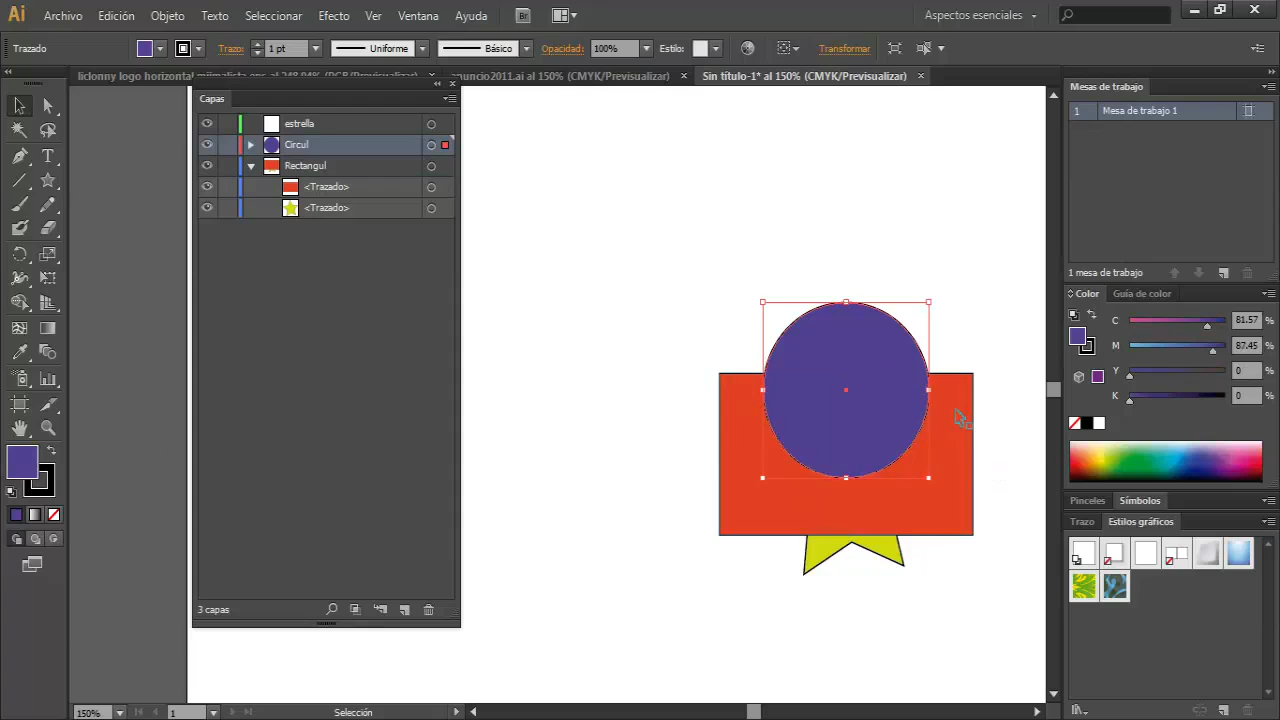 Ai Archivo Edición Objeto Texto Seleccionar Efecto Ver Ventana Ayuda Br Aspectos esenciales
Trazado Trazo: 1 pt Uniforme Básico Opacidad: 100% Estilo: Transformar
anuncio2011.ai al 150% (CMYK/Previsualizar) Sin título-1* al 150% (CMYK/Previsualizar)
Capas
estrella
Circul
Rectangul
<Trazado>
<Trazado>
3 capas
Mesas de trabajo
1 Mesa de trabajo 1
1 mesa de trabajo
Color Guía de color
C 81.57 %
M 87.45 %
Y 0 %
K 0 %
Pinceles Símbolos
Trazo Estilos gráficos
150% 1 Selección